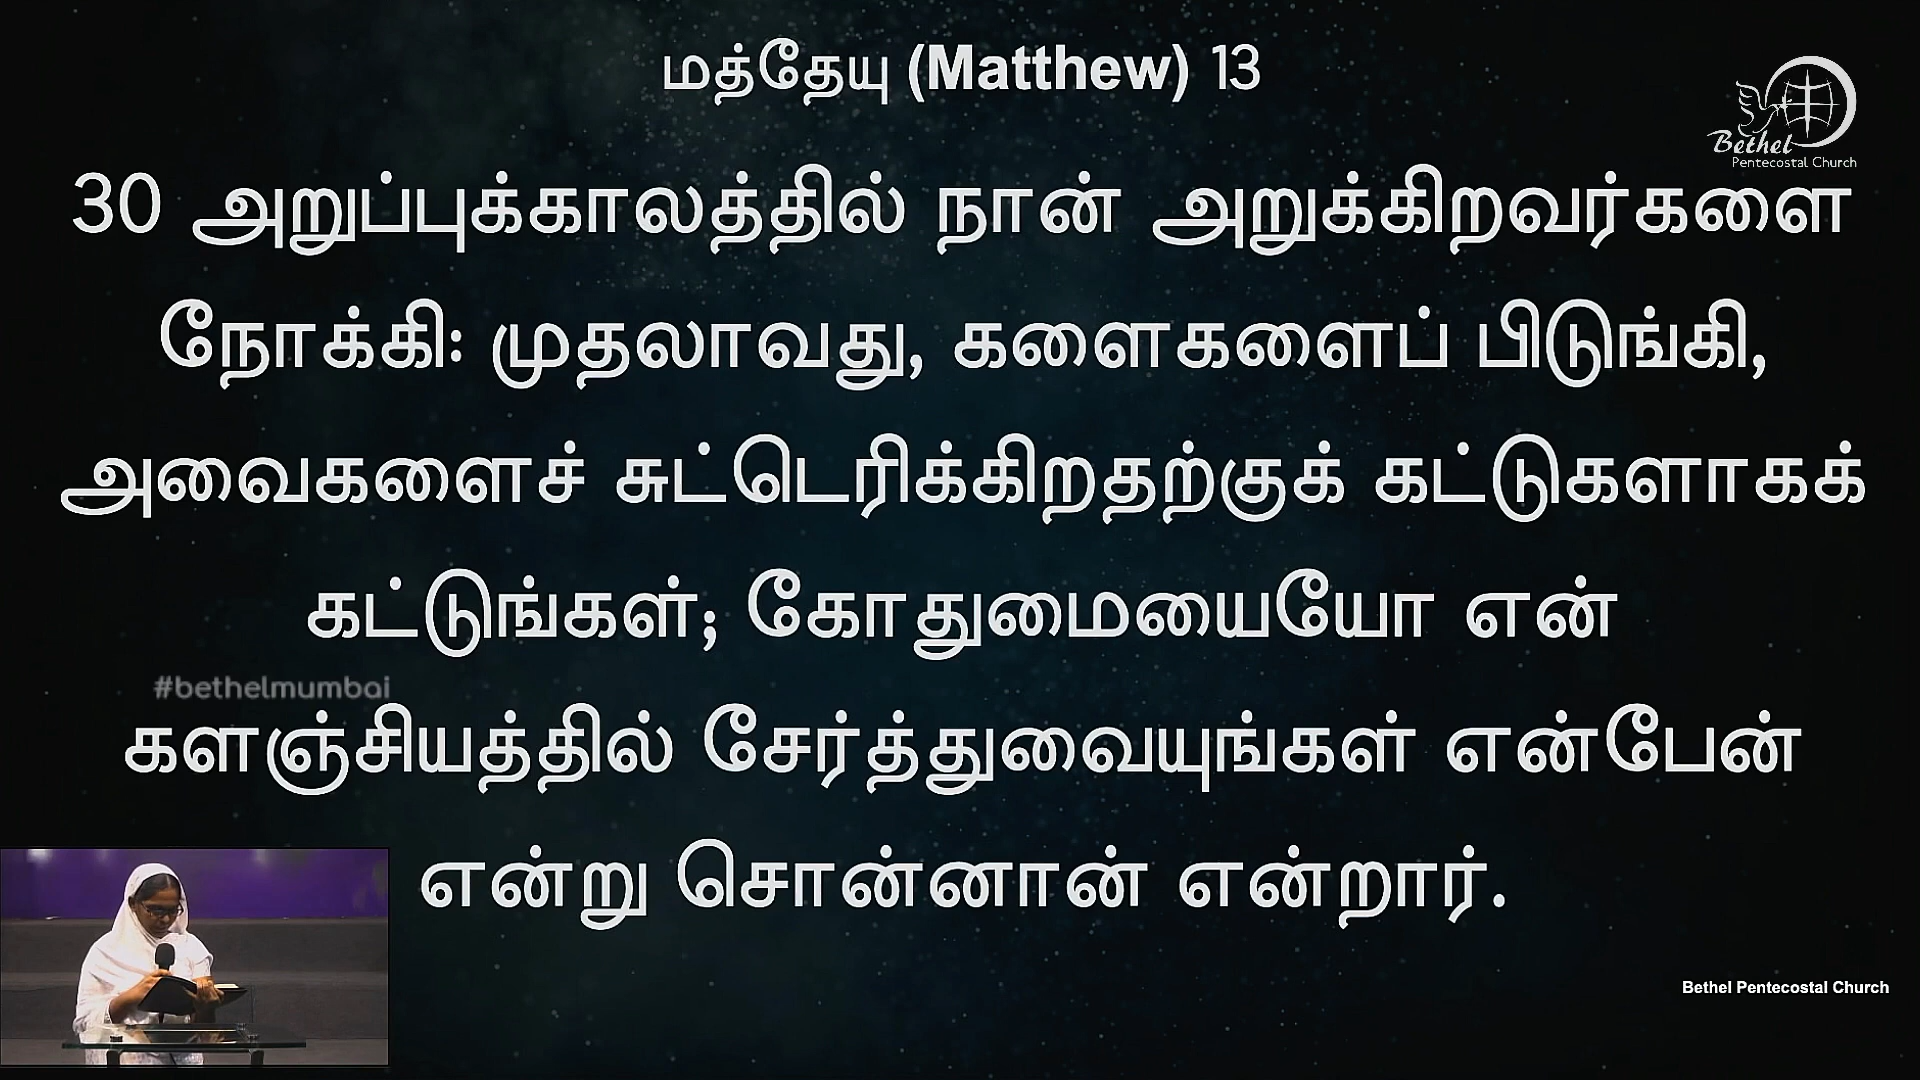 மத்தேயு (Matthew) 13
Bethel
Pentecostal Church
30 அறுப்புக்காலத்தில் நான் அறுக்கிறவர்களை
நோக்கி: முதலாவது, களைகளைப் பிடுங்கி,
அவைகளைச் சுட்டெரிக்கிறதற்குக் கட்டுகளாகக்
கட்டுங்கள்; கோதுமையையோ என்
#bethelmumbai
களஞ்சியத்தில் சேர்த்துவையுங்கள் என்பேன்
என்று சொன்னான் என்றார்.
Bethel Pentecostal Church